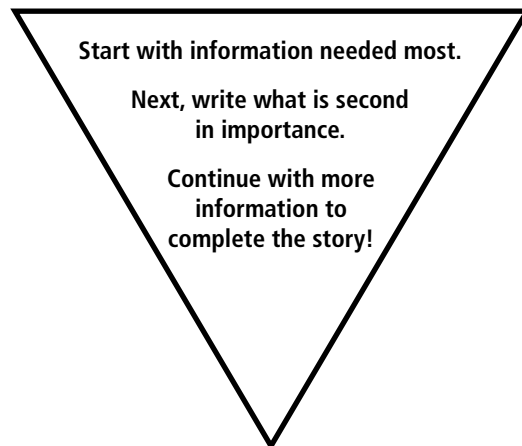 Start with information needed most.
Next, write what is second
in importance.
Continue with more
information to
complete the story!